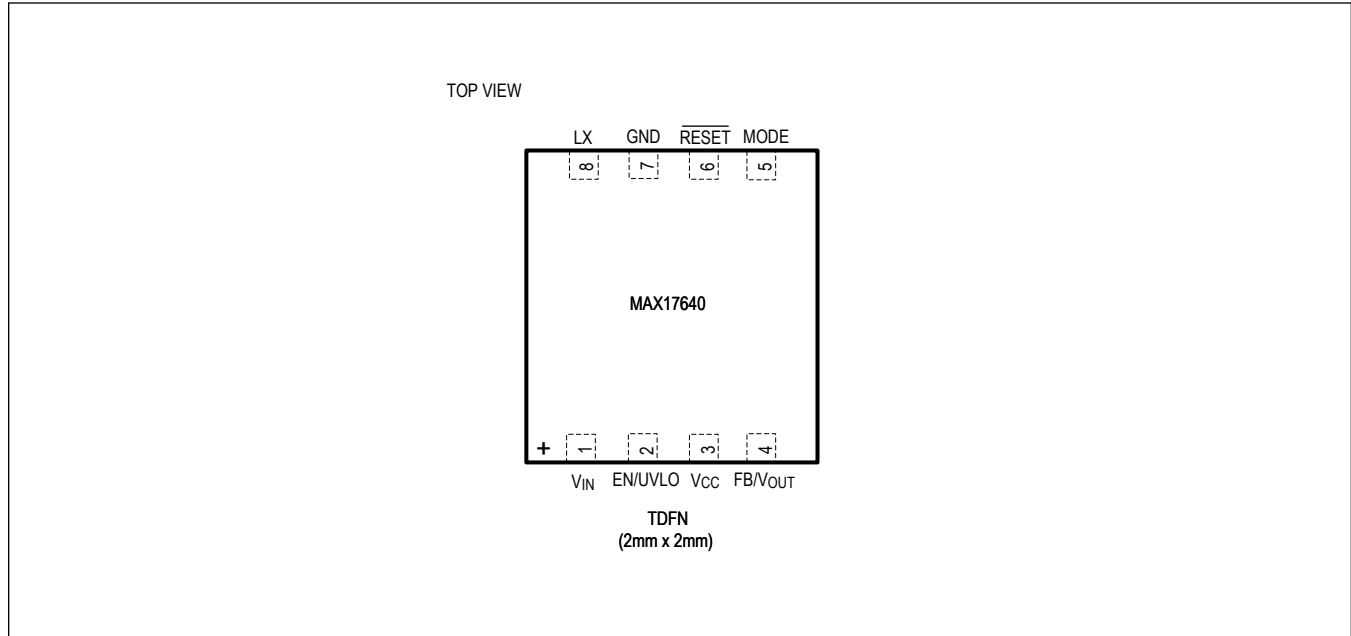 TOP VIEW
LX GND RESET MODE
8 7 6 5
MAX17640
+ 1 2 3 4
VIN EN/UVLO VCC FB/VOUT
TDFN
(2mm x 2mm)